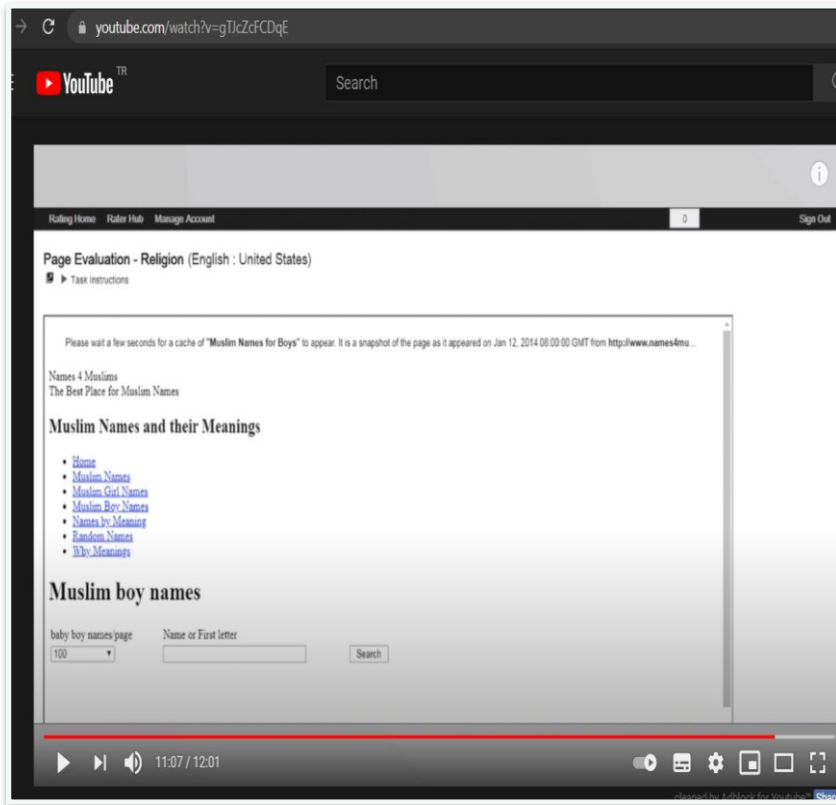 youtube.com/watch?v=gTJcZcFCDqE
YouTube TR
Search
Rating Home Rater Hub Manage Account 0 Sign Out
Page Evaluation - Religion (English : United States)
Task instructions
Please wait a few seconds for a cache of "Muslim Names for Boys" to appear. It is a snapshot of the page as it appeared on Jan 12, 2014 08:00:00 GMT from http://www.names4mu...
Names 4 Muslims
The Best Place for Muslim Names
Muslim Names and their Meanings
Home
Muslim Names
Muslim Girl Names
Muslim Boy Names
Names by Meaning
Random Names
Why Meanings
Muslim boy names
baby boy names/page Name or First letter
100 Search
11:07 / 12:01
cleaned by Adblock for Youtube™ Shar